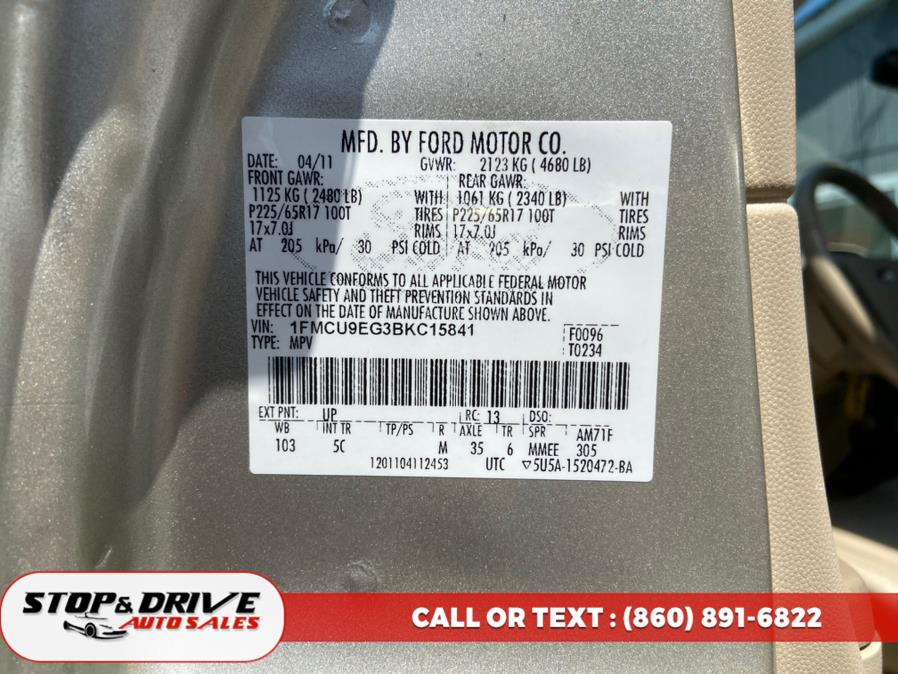 MFD. BY FORD MOTOR CO.
DATE: 04/11 GVWR: 2123 KG ( 4680 LB)
FRONT GAWR: REAR GAWR:
1125 KG ( 2480 LB) WITH 1061 KG ( 2340 LB) WITH
P225/65R17 100T TIRES P225/65R17 100T TIRES
17x7.0J RIMS 17x7.0J RIMS
AT 205 kPa/ 30 PSI COLD AT 205 kPa/ 30 PSI COLD
THIS VEHICLE CONFORMS TO ALL APPLICABLE FEDERAL MOTOR
VEHICLE SAFETY AND THEFT PREVENTION STANDARDS IN
EFFECT ON THE DATE OF MANUFACTURE SHOWN ABOVE.
VIN: 1FMCU9EG3BKC15841 F0096
TYPE: MPV T0234
EXT PNT: UP RC: 13 DSO:
WB INT TR TP/PS R AXLE TR SPR AM71F
103 5C M 35 6 MMEE 305
1201104112453 UTC ▽5U5A-1520472-BA
STOP & DRIVE
AUTO SALES
CALL OR TEXT : (860) 891-6822